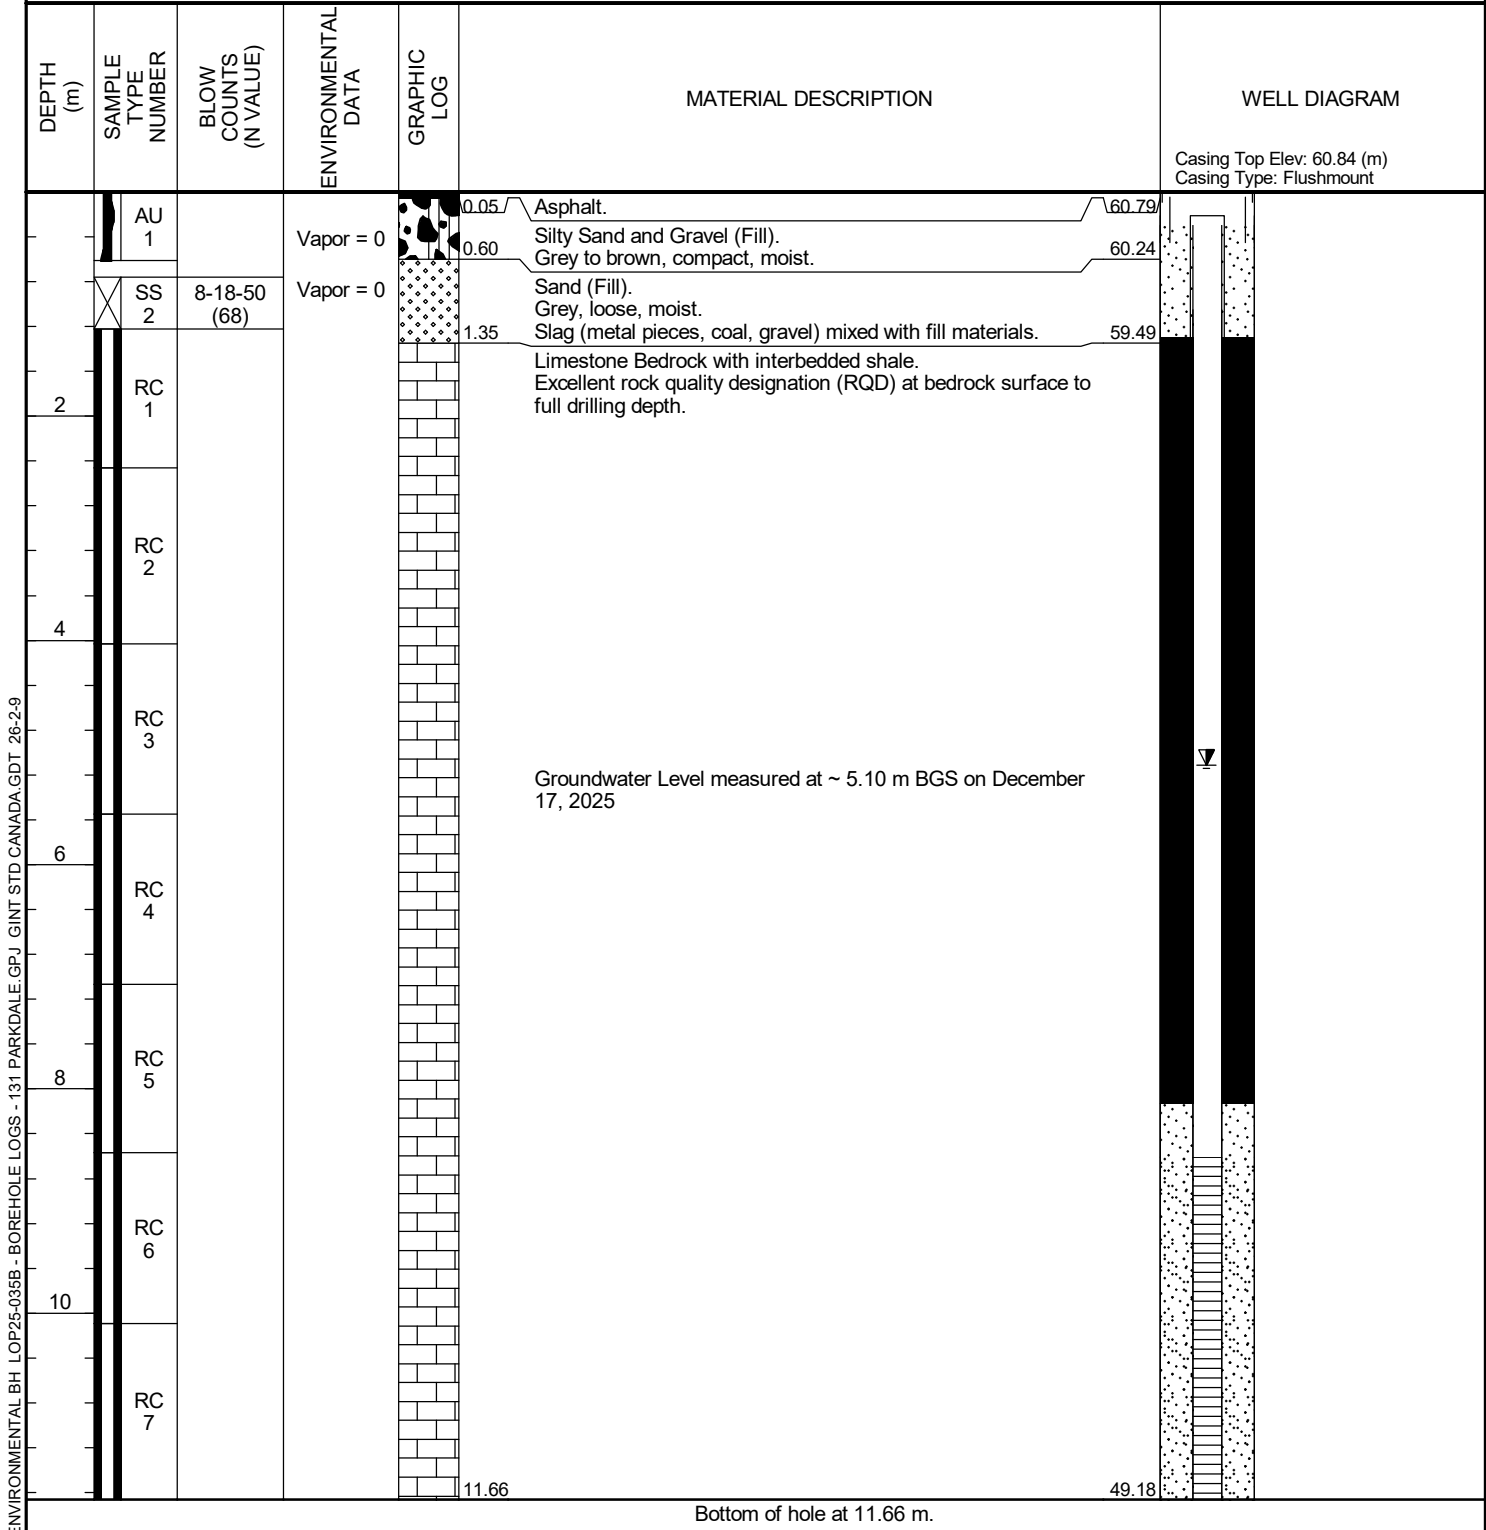 DEPTH
(m)
SAMPLE
TYPE
NUMBER
BLOW
COUNTS
(N VALUE)
ENVIRONMENTAL
DATA
GRAPHIC
LOG
MATERIAL DESCRIPTION
WELL DIAGRAM
Casing Top Elev: 60.84 (m)
Casing Type: Flushmount
AU
1
Vapor = 0
0.05
Asphalt.
60.79
Silty Sand and Gravel (Fill).
Grey to brown, compact, moist.
0.60
60.24
SS
2
8-18-50
(68)
Vapor = 0
Sand (Fill).
Grey, loose, moist.
Slag (metal pieces, coal, gravel) mixed with fill materials.
1.35
59.49
Limestone Bedrock with interbedded shale.
Excellent rock quality designation (RQD) at bedrock surface to
full drilling depth.
RC
1
2
RC
2
4
RC
3
Groundwater Level measured at ~ 5.10 m BGS on December
17, 2025
6
RC
4
RC
5
8
RC
6
10
RC
7
11.66
49.18
Bottom of hole at 11.66 m.
ENVIRONMENTAL BH LOP25-035B - BOREHOLE LOGS - 131 PARKDALE.GPJ GINT STD CANADA.GDT 26-2-9